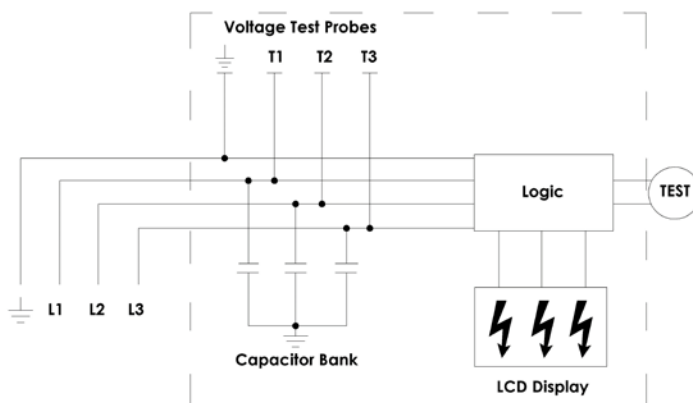 Voltage Test Probes
T1
T2
T3
Logic
TEST
L1
L2
L3
Capacitor Bank
LCD Display